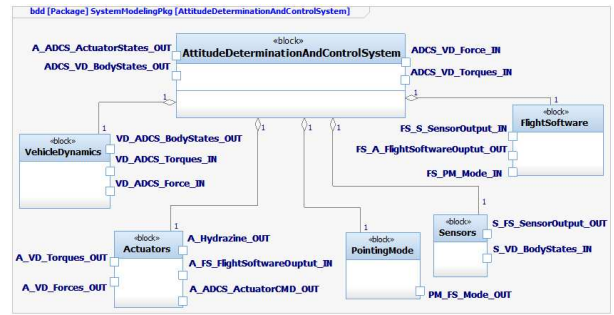 bdd [Package] SystemModelingPkg [AttitudeDeterminationAndControlSystem]
«block»
AttitudeDeterminationAndControlSystem
A_ADCS_ActuatorStates_OUT
ADCS_VD_BodyStates_OUT
ADCS_VD_Force_IN
ADCS_VD_Torques_IN
1
1
1
1
1
1
«block»
VehicleDynamics
VD_ADCS_BodyStates_OUT
VD_ADCS_Torques_IN
VD_ADCS_Force_IN
1
«block»
FlightSoftware
FS_S_SensorOutput_IN
FS_A_FlightSoftwareOuptut_OUT
FS_PM_Mode_IN
1
«block»
Actuators
A_VD_Torques_OUT
A_VD_Forces_OUT
A_Hydrazine_OUT
A_FS_FlightSoftwareOuptut_IN
A_ADCS_ActuatorCMD_OUT
1
«block»
PointingMode
PM_FS_Mode_OUT
1
«block»
Sensors
S_FS_SensorOutput_OUT
S_VD_BodyStates_IN